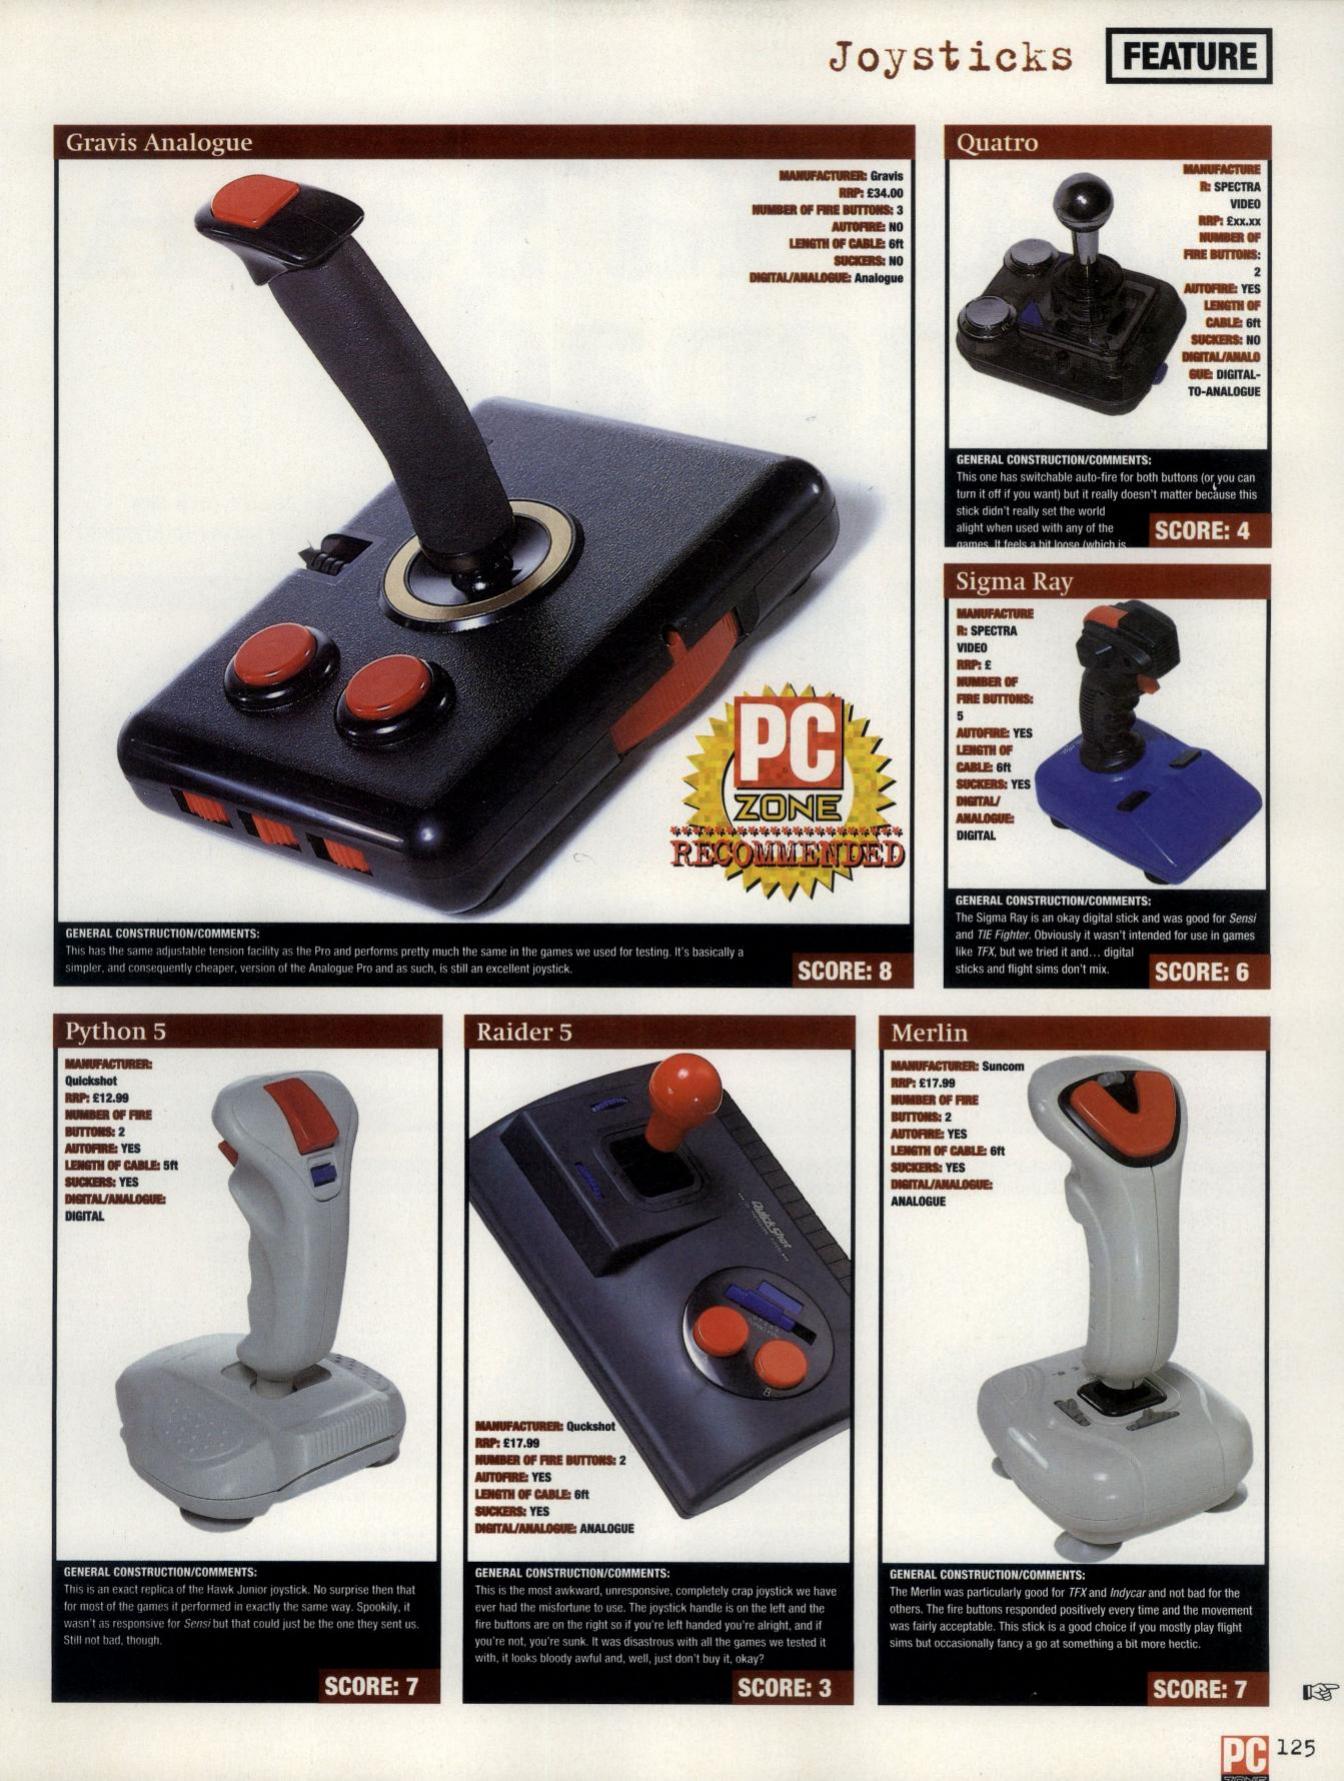 Joysticks FEATURE
Gravis Analogue
MANUFACTURER: Gravis
RRP: £34.00
NUMBER OF FIRE BUTTONS: 3
AUTOFIRE: NO
LENGTH OF CABLE: 6ft
SUCKERS: NO
DIGITAL/ANALOGUE: Analogue
PC
ZONE
RECOMMENDED
GENERAL CONSTRUCTION/COMMENTS:
This has the same adjustable tension facility as the Pro and performs pretty much the same in the games we used for testing. It's basically a
simpler, and consequently cheaper, version of the Analogue Pro and as such, is still an excellent joystick.
SCORE: 8
Quatro
MANUFACTURE
R: SPECTRA
VIDEO
RRP: £xx.xx
NUMBER OF
FIRE BUTTONS:
2
AUTOFIRE: YES
LENGTH OF
CABLE: 6ft
SUCKERS: NO
DIGITAL/ANALO
GUE: DIGITAL-
TO-ANALOGUE
GENERAL CONSTRUCTION/COMMENTS:
This one has switchable auto-fire for both buttons (or you can
turn it off if you want) but it really doesn't matter because this
stick didn't really set the world
alight when used with any of the
games. It feels a bit loose (which is
SCORE: 4
Sigma Ray
MANUFACTURE
R: SPECTRA
VIDEO
RRP: £
NUMBER OF
FIRE BUTTONS:
5
AUTOFIRE: YES
LENGTH OF
CABLE: 6ft
SUCKERS: YES
DIGITAL/
ANALOGUE:
DIGITAL
GENERAL CONSTRUCTION/COMMENTS:
The Sigma Ray is an okay digital stick and was good for Sensi
and TIE Fighter. Obviously it wasn't intended for use in games
like TFX, but we tried it and... digital
sticks and flight sims don't mix.
SCORE: 6
Python 5
MANUFACTURER:
Quickshot
RRP: £12.99
NUMBER OF FIRE
BUTTONS: 2
AUTOFIRE: YES
LENGTH OF CABLE: 5ft
SUCKERS: YES
DIGITAL/ANALOGUE:
DIGITAL
GENERAL CONSTRUCTION/COMMENTS:
This is an exact replica of the Hawk Junior joystick. No surprise then that
for most of the games it performed in exactly the same way. Spookily, it
wasn't as responsive for Sensi but that could just be the one they sent us.
Still not bad, though.
SCORE: 7
Raider 5
QuickShot
B
MANUFACTURER: Quckshot
RRP: £17.99
NUMBER OF FIRE BUTTONS: 2
AUTOFIRE: YES
LENGTH OF CABLE: 6ft
SUCKERS: YES
DIGITAL/ANALOGUE: ANALOGUE
GENERAL CONSTRUCTION/COMMENTS:
This is the most awkward, unresponsive, completely crap joystick we have
ever had the misfortune to use. The joystick handle is on the left and the
fire buttons are on the right so if you're left handed you're alright, and if
you're not, you're sunk. It was disastrous with all the games we tested it
with, it looks bloody awful and, well, just don't buy it, okay?
SCORE: 3
Merlin
MANUFACTURER: Suncom
RRP: £17.99
NUMBER OF FIRE
BUTTONS: 2
AUTOFIRE: YES
LENGTH OF CABLE: 6ft
SUCKERS: YES
DIGITAL/ANALOGUE:
ANALOGUE
GENERAL CONSTRUCTION/COMMENTS:
The Merlin was particularly good for TFX and Indycar and not bad for the
others. The fire buttons responded positively every time and the movement
was fairly acceptable. This stick is a good choice if you mostly play flight
sims but occasionally fancy a go at something a bit more hectic.
SCORE: 7
PC 125
ZONE